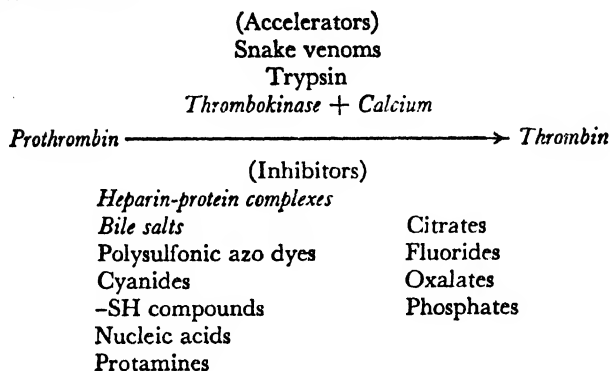 (Accelerators)
Snake venoms
Trypsin
Thrombokinase + Calcium
Prothrombin Thrombin
(Inhibitors)
Heparin-protein complexes
Bile salts Citrates
Polysulfonic azo dyes Fluorides
Cyanides Oxalates
–SH compounds Phosphates
Nucleic acids
Protamines